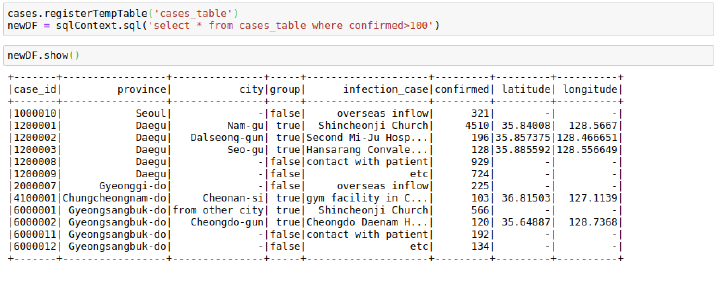 cases.registerTempTable('cases_table')
newDF = sqlContext.sql('select * from cases_table where confirmed>100')
newDF.show()
+-------+-----------------+---------------+-----+--------------------+---------+---------+----------+
|case_id|         province|           city|group|      infection_case|confirmed| latitude| longitude|
+-------+-----------------+---------------+-----+--------------------+---------+---------+----------+
|1000010|            Seoul|              -|false|     overseas inflow|      321|        -|         -|
|1200001|            Daegu|         Nam-gu| true|  Shincheonji Church|     4510| 35.84008|  128.5667|
|1200002|            Daegu|   Dalseong-gun| true|Second Mi-Ju Hosp...|      196|35.857375|128.466651|
|1200003|            Daegu|         Seo-gu| true|Hansarang Convale...|      128|35.885592|128.556649|
|1200008|            Daegu|              -|false|contact with patient|      929|        -|         -|
|1200009|            Daegu|              -|false|                 etc|      724|        -|         -|
|2000007|      Gyeonggi-do|              -|false|     overseas inflow|      225|        -|         -|
|4100001|Chungcheongnam-do|     Cheonan-si| true|gym facility in C...|      103| 36.81503|  127.1139|
|6000001| Gyeongsangbuk-do|from other city| true|  Shincheonji Church|      566|        -|         -|
|6000002| Gyeongsangbuk-do|   Cheongdo-gun| true|Cheongdo Daenam H...|      120| 35.64887|  128.7368|
|6000011| Gyeongsangbuk-do|              -|false|contact with patient|      192|        -|         -|
|6000012| Gyeongsangbuk-do|              -|false|                 etc|      134|        -|         -|
+-------+-----------------+---------------+-----+--------------------+---------+---------+----------+